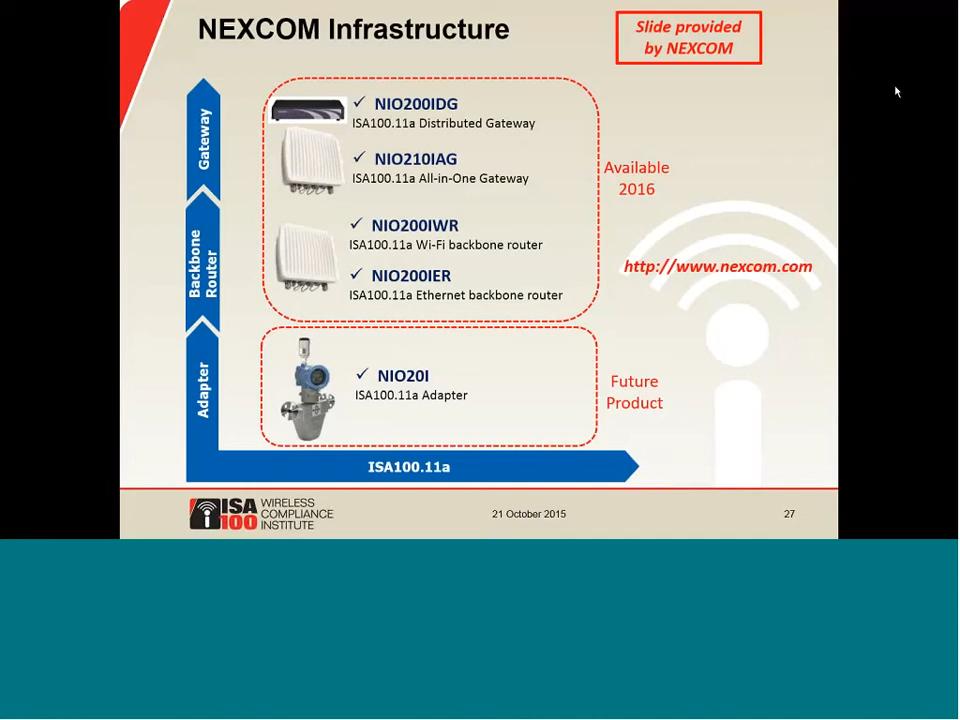 NEXCOM Infrastructure
Slide provided
by NEXCOM
Gateway
Backbone
Router
Adapter
✓ NIO200IDG
ISA100.11a Distributed Gateway
✓ NIO210IAG
ISA100.11a All-in-One Gateway
✓ NIO200IWR
ISA100.11a Wi-Fi backbone router
✓ NIO200IER
ISA100.11a Ethernet backbone router
Available
2016
http://www.nexcom.com
✓ NIO20I
ISA100.11a Adapter
Future
Product
ISA100.11a
ISA
100
WIRELESS
COMPLIANCE
INSTITUTE
21 October 2015
27